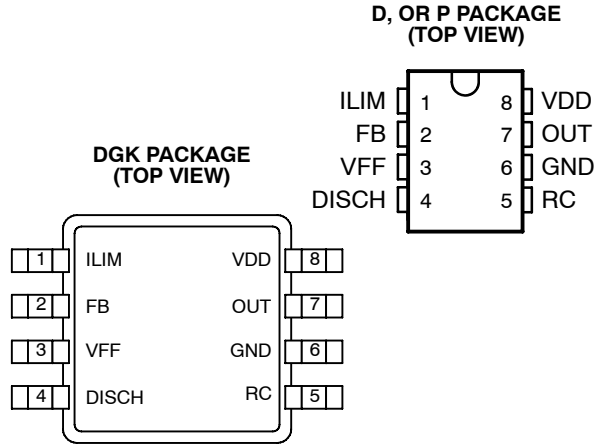 D, OR P PACKAGE
(TOP VIEW)
ILIM 1 8 VDD
FB 2 7 OUT
VFF 3 6 GND
DISCH 4 5 RC
DGK PACKAGE
(TOP VIEW)
1 ILIM VDD 8
2 FB OUT 7
3 VFF GND 6
4 DISCH RC 5